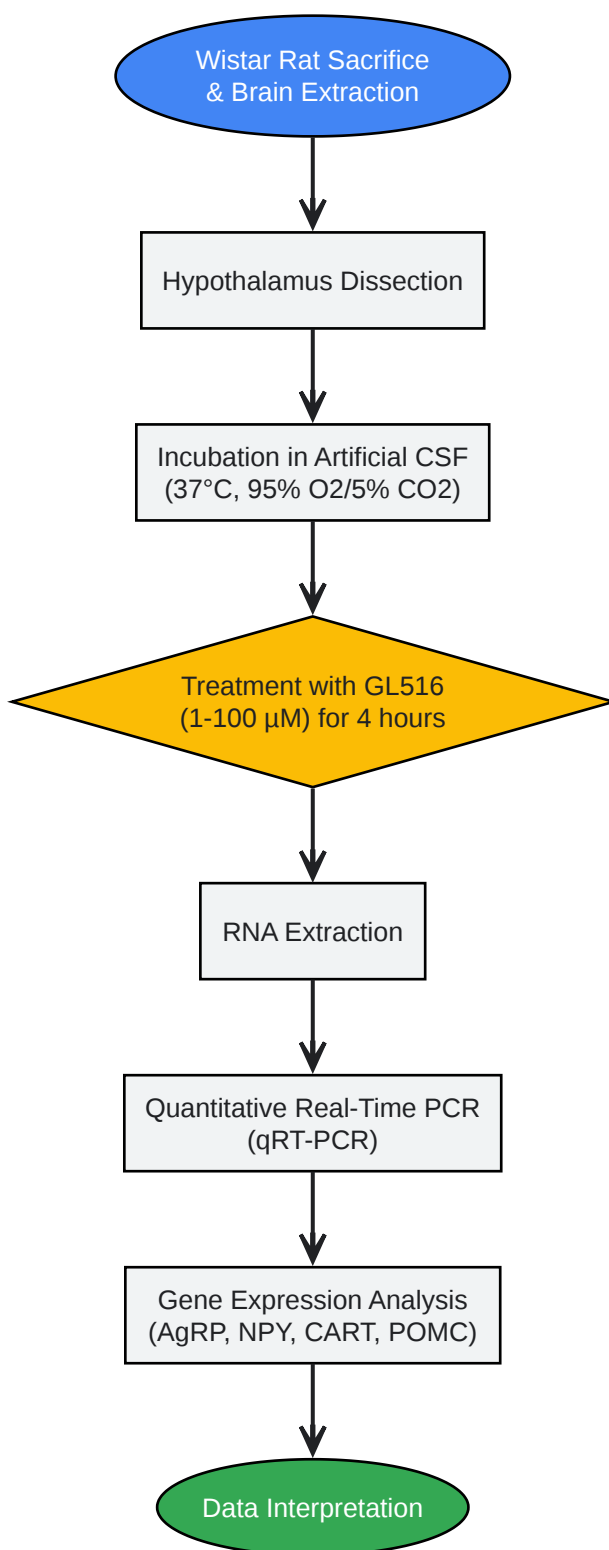 Wistar Rat Sacrifice
& Brain Extraction
Hypothalamus Dissection
Incubation in Artificial CSF
(37°C, 95% O2/5% CO2)
Treatment with GL516
(1-100 µM) for 4 hours
RNA Extraction
Quantitative Real-Time PCR
(qRT-PCR)
Gene Expression Analysis
(AgRP, NPY, CART, POMC)
Data Interpretation